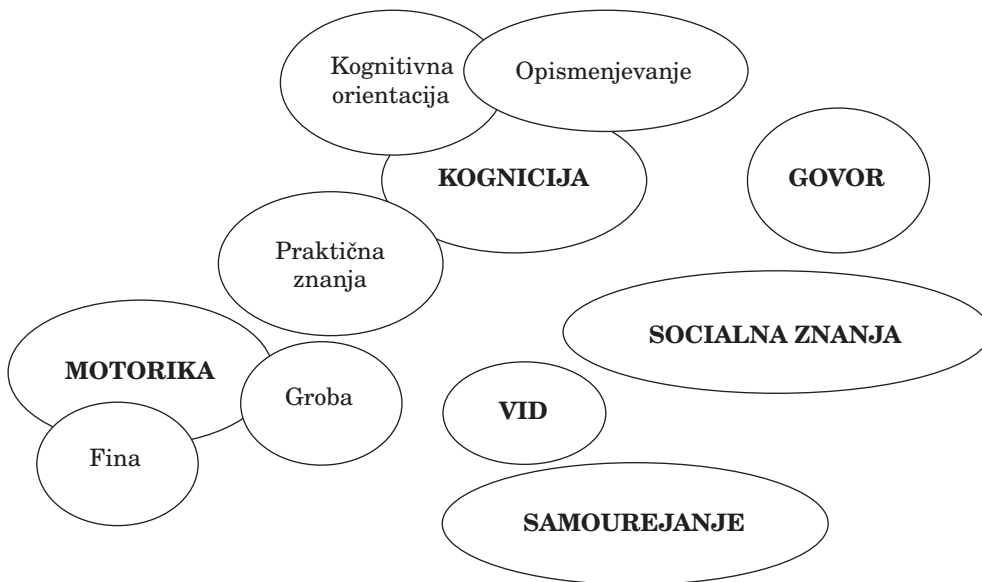 Kognitivna
orientacija
Opismenjevanje
KOGNICIJA
GOVOR
Praktična
znanja
SOCIALNA ZNANJA
MOTORIKA
Groba
VID
Fina
SAMOUREJANJE